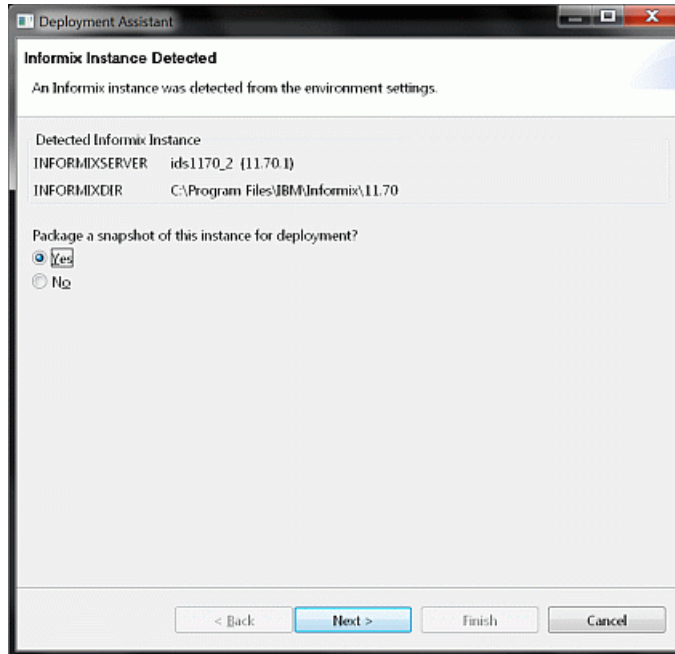 Deployment Assistant
Informix Instance Detected
An Informix instance was detected from the environment settings.
Detected Informix Instance
INFORMIXSERVER ids1170_2 (11.70.1)
INFORMIXDIR C:\Program Files\IBM\Informix\11.70
Package a snapshot of this instance for deployment?
Yes
No
< Back Next > Finish Cancel